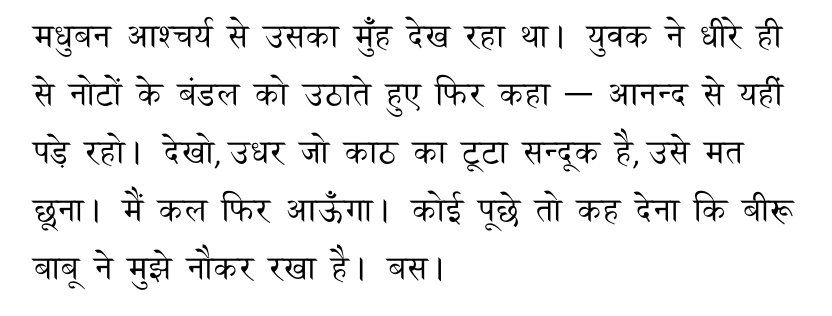 मधुबन आश्चर्य से उसका मुँह देख रहा था। युवक ने धीरे ही
से नोटों के बंडल को उठाते हुए फिर कहा — आनन्द से यहीं
पड़े रहो। देखो, उधर जो काठ का टूटा सन्दूक है, उसे मत
छूना। मैं कल फिर आऊँगा। कोई पूछे तो कह देना कि बीरू
बाबू ने मुझे नौकर रखा है। बस।